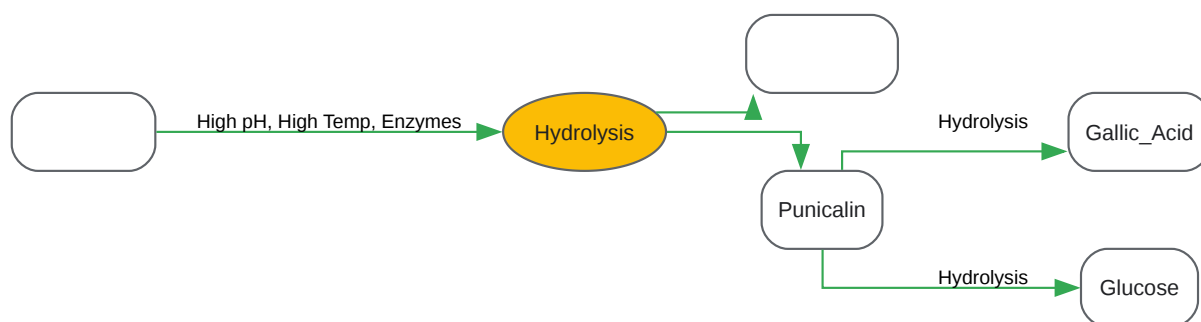 High pH, High Temp, Enzymes
Hydrolysis
Hydrolysis
Gallic_Acid
Punicalin
Hydrolysis
Glucose